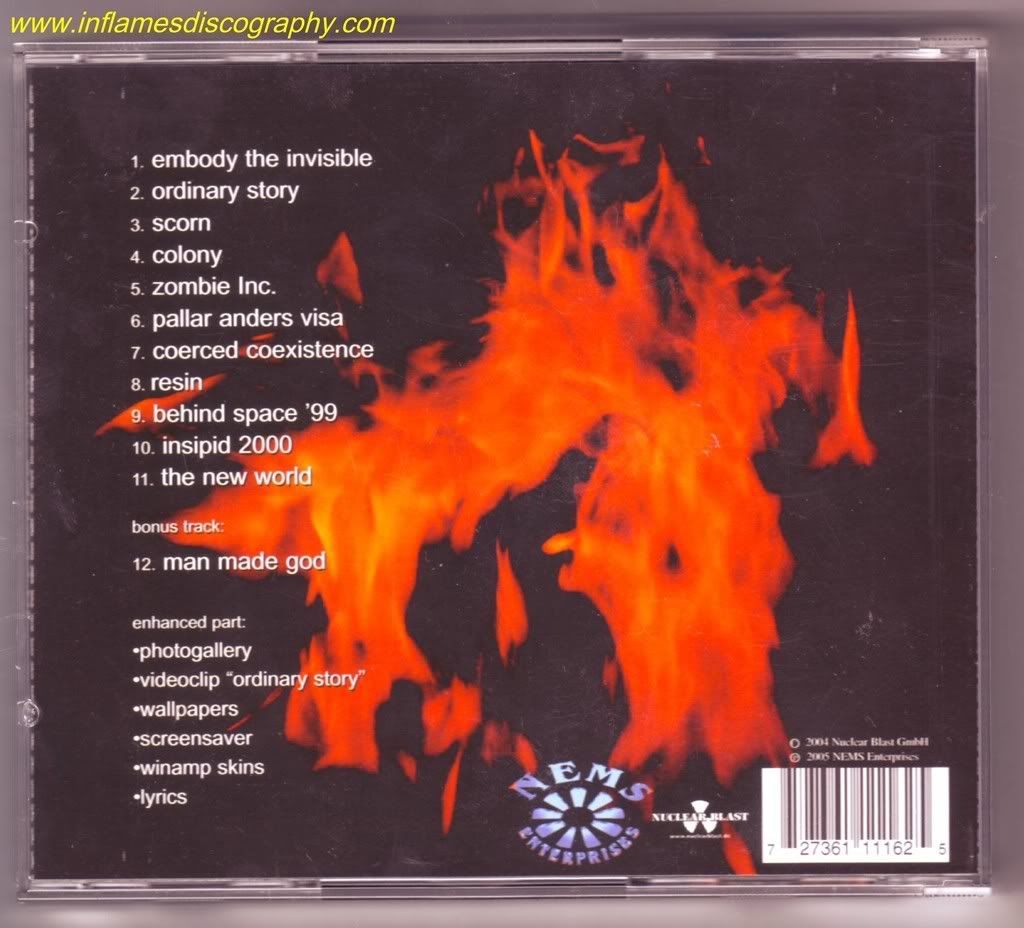 www.inflamesdiscography.com
1. embody the invisible
2. ordinary story
3. scorn
4. colony
5. zombie Inc.
6. pallar anders visa
7. coerced coexistence
8. resin
9. behind space '99
10. insipid 2000
11. the new world
bonus track:
12. man made god
enhanced part:
•photogallery
•videoclip “ordinary story”
•wallpapers
•screensaver
•winamp skins
•lyrics
© 2004 Nuclear Blast GmbH
℗ 2005 NEMS Enterprises
NEMS
ENTERPRISES
NUCLEAR BLAST
www.nuclearblast.de
7 27361 11162 5